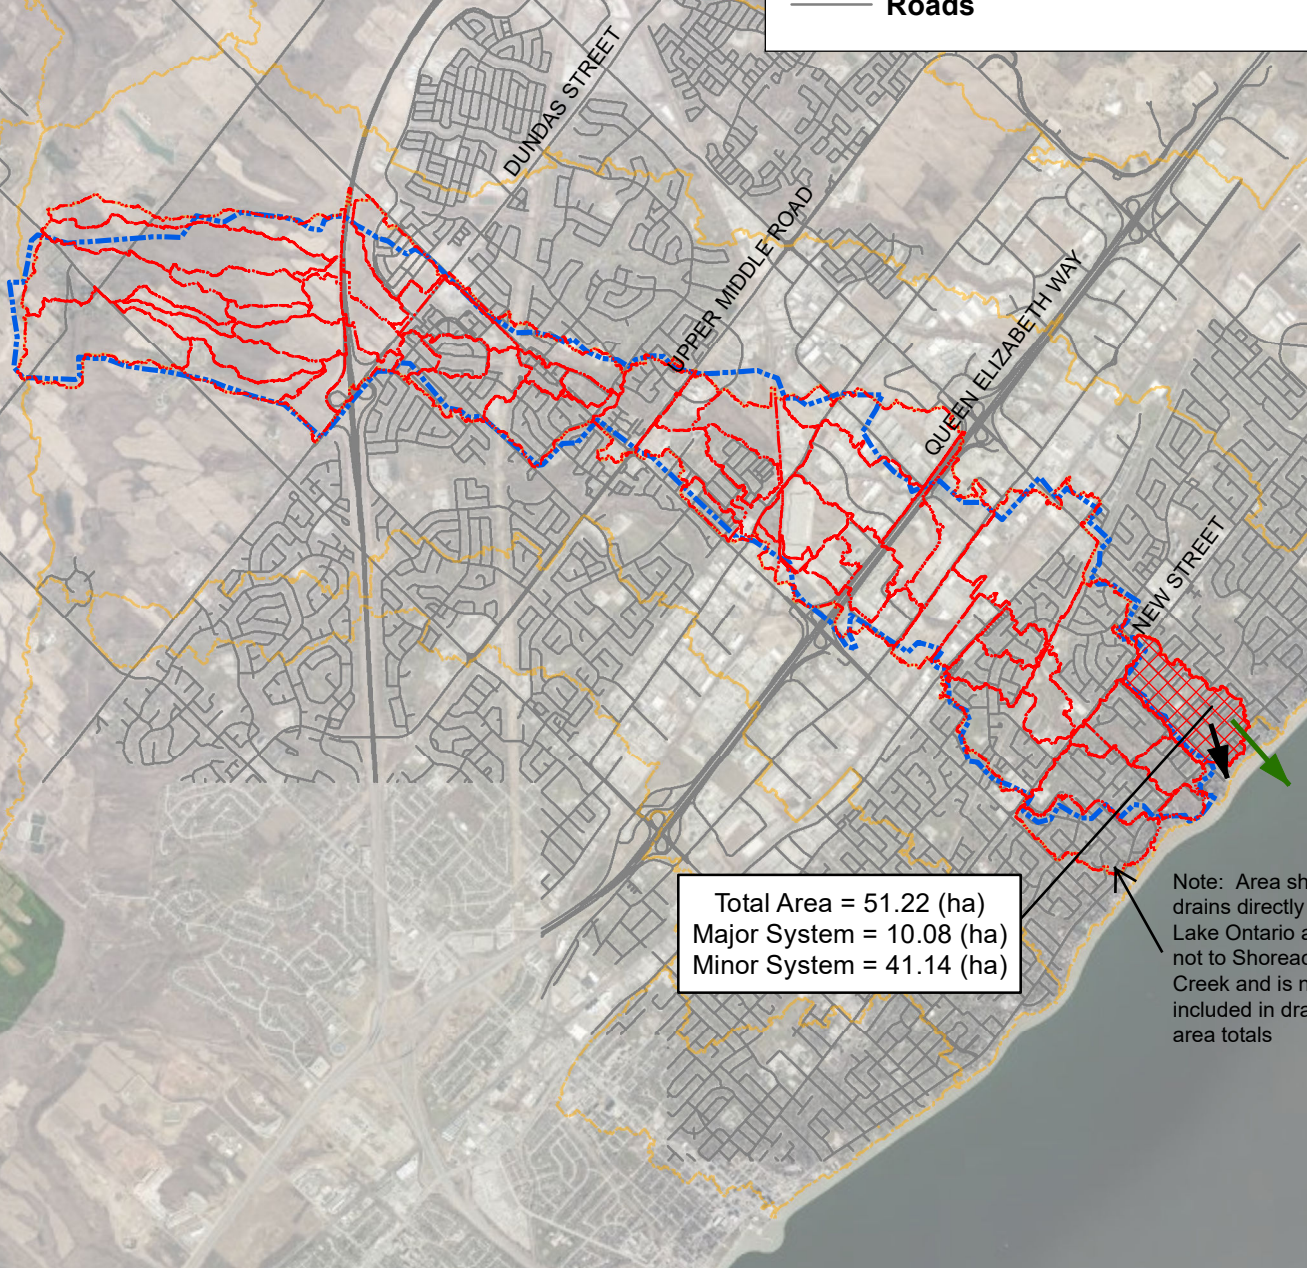 Roads
DUNDAS STREET
UPPER MIDDLE ROAD
QUEEN ELIZABETH WAY
NEW STREET
Total Area = 51.22 (ha)
Major System = 10.08 (ha)
Minor System = 41.14 (ha)
Note: Area
drains directly
Lake Ontario
not to
Creek and is
included in
area totals